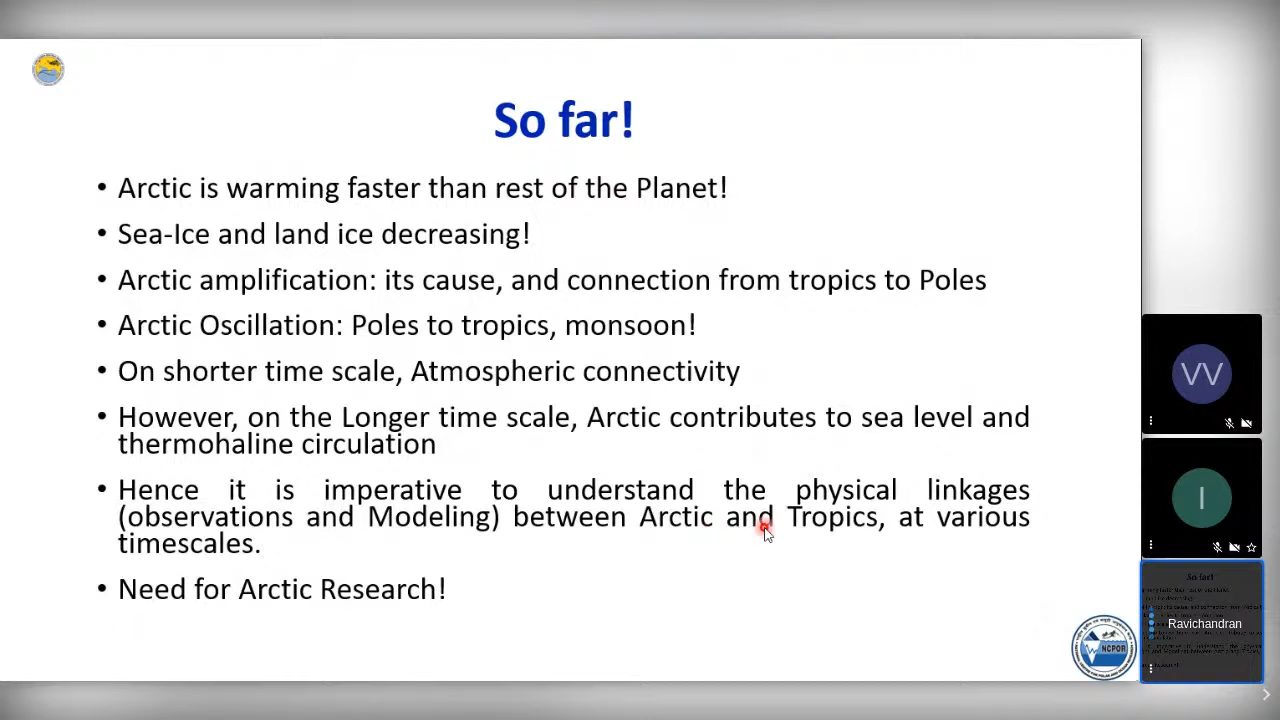 So far!
• Arctic is warming faster than rest of the Planet!
• Sea-Ice and land ice decreasing!
• Arctic amplification: its cause, and connection from tropics to Poles
• Arctic Oscillation: Poles to tropics, monsoon!
• On shorter time scale, Atmospheric connectivity
• However, on the Longer time scale, Arctic contributes to sea level and
thermohaline circulation
• Hence it is imperative to understand the physical linkages
(observations and Modeling) between Arctic and Tropics, at various
timescales.
• Need for Arctic Research!
NCPOR
VV
I
So far!
Ravichandran